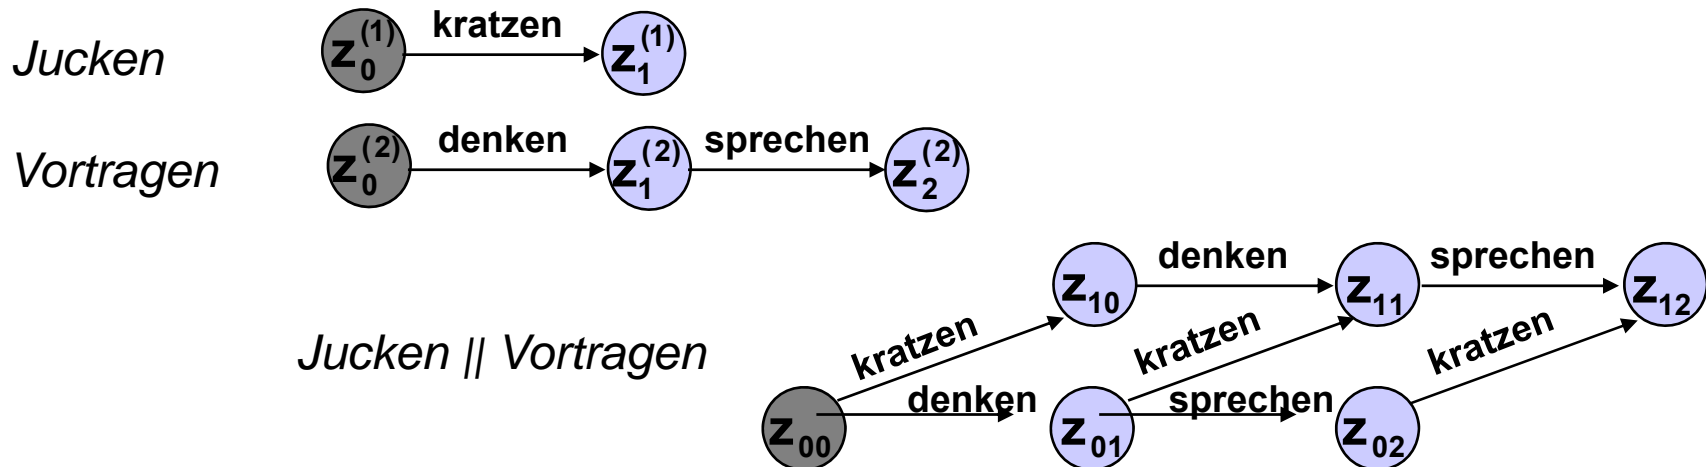 Jucken z₀⁽¹⁾ kratzen z₁⁽¹⁾
Vortragen z₀⁽²⁾ denken z₁⁽²⁾ sprechen z₂⁽²⁾
z₁₀ denken z₁₁ sprechen z₁₂
kratzen kratzen kratzen
Jucken || Vortragen
z₀₀ denken z₀₁ sprechen z₀₂